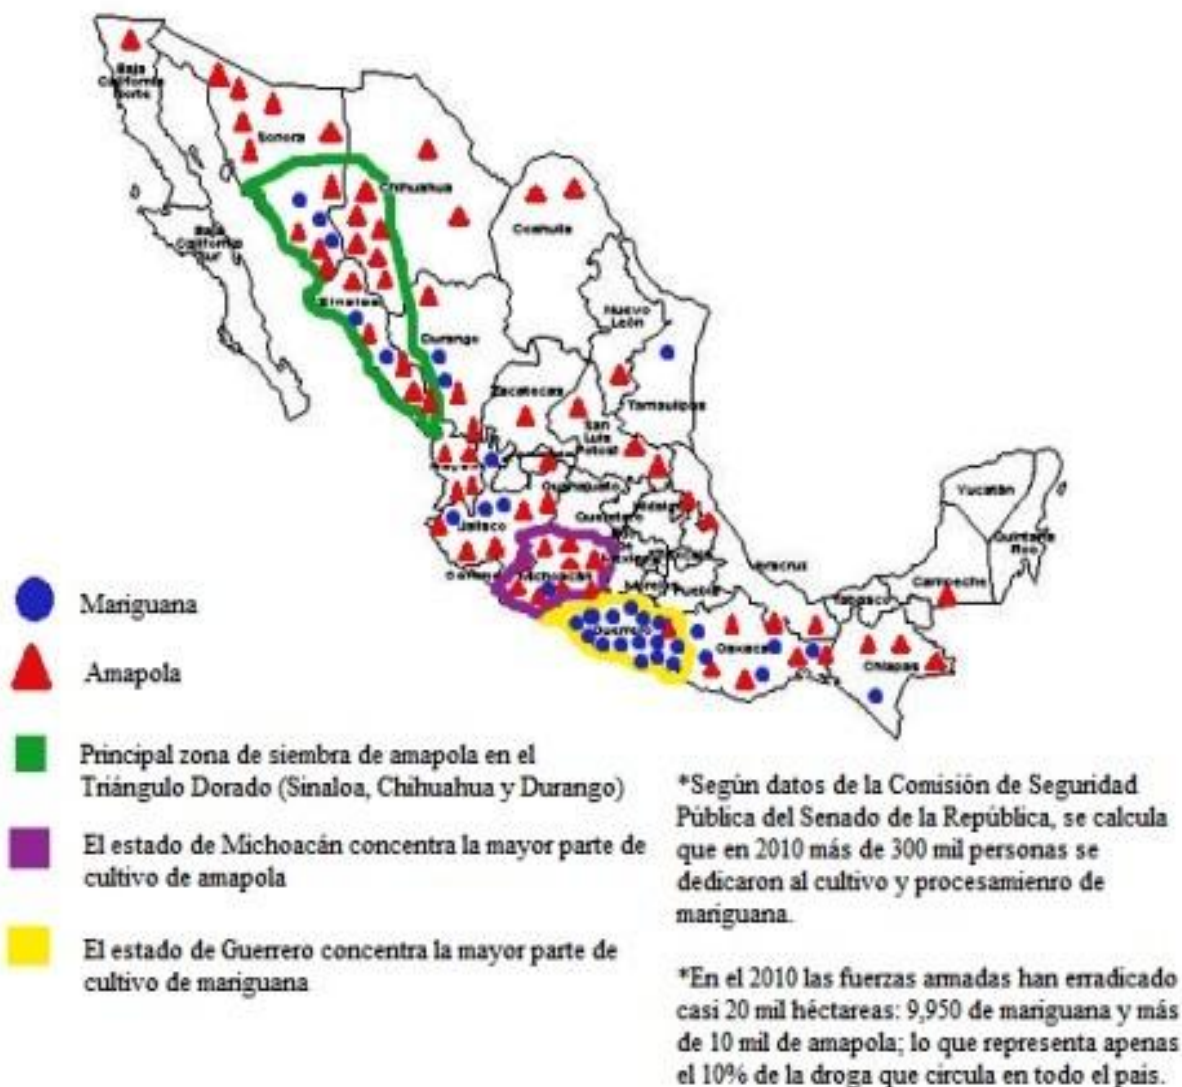 Baja
California
Norte
Sonora
Chihuahua
Coahuila
Baja
California
Sur
Sinaloa
Nuevo
León
Durango
Zacatecas
Tamaulipas
San
Luis
Potosí
Guanajuato
Hidalgo
Yucatán
Quintana
Roo
Jalisco
Michoacán
Morelos
Puebla
Veracruz
Campeche
Tabasco
Guerrero
Oaxaca
Chiapas
Mariguana
Amapola
Principal zona de siembra de amapola en el
Triángulo Dorado (Sinaloa, Chihuahua y Durango)
El estado de Michoacán concentra la mayor parte de
cultivo de amapola
El estado de Guerrero concentra la mayor parte de
cultivo de mariguana
*Según datos de la Comisión de Seguridad
Pública del Senado de la República, se calcula
que en 2010 más de 300 mil personas se
dedicaron al cultivo y procesamienro de
mariguana.
*En el 2010 las fuerzas armadas han erradicado
casi 20 mil héctareas: 9,950 de mariguana y más
de 10 mil de amapola; lo que representa apenas
el 10% de la droga que circula en todo el pais.